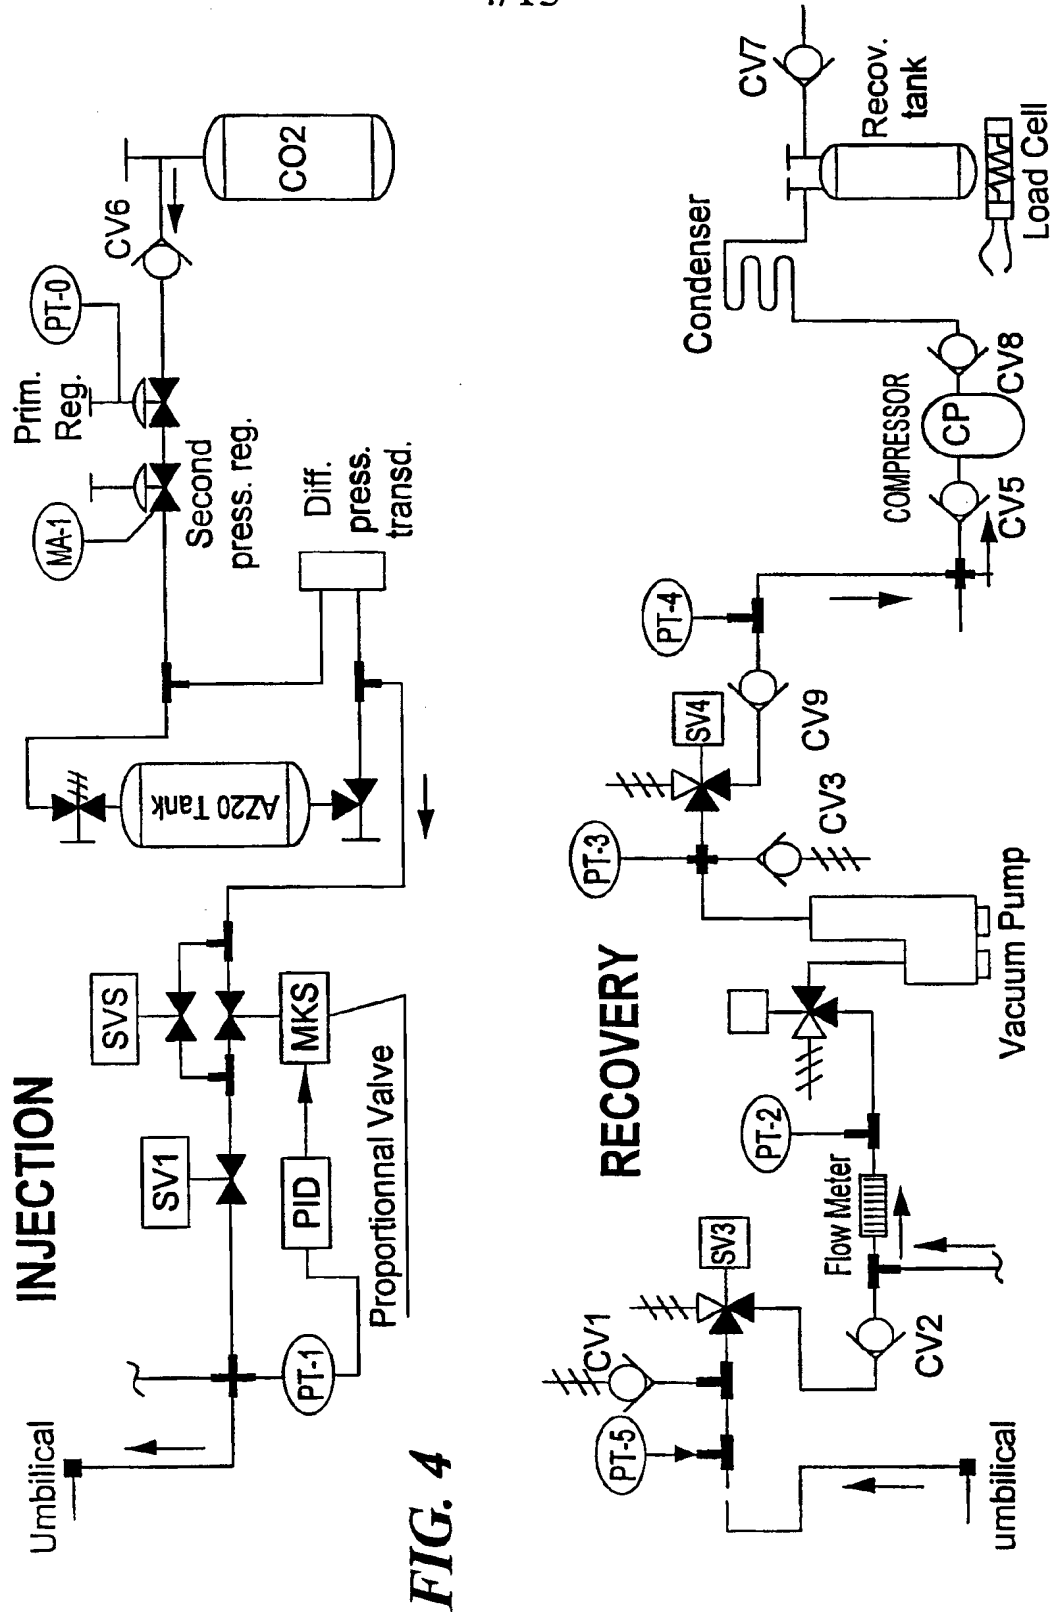 INJECTION
Umbilical
SV1
SVS
PT-1
PID
MKS
Proportionnal Valve
AZ20 Tank
Diff.
press.
transd.
MA-1
Second
press. reg.
Prim.
Reg.
PT-0
CV6
CO2
FIG. 4
RECOVERY
umbilical
PT-5
CV1
SV3
CV2
Flow Meter
PT-2
Vacuum Pump
PT-3
CV3
SV4
CV9
PT-4
COMPRESSOR
CP
CV5
CV8
Condenser
CV7
Recov.
tank
Load Cell